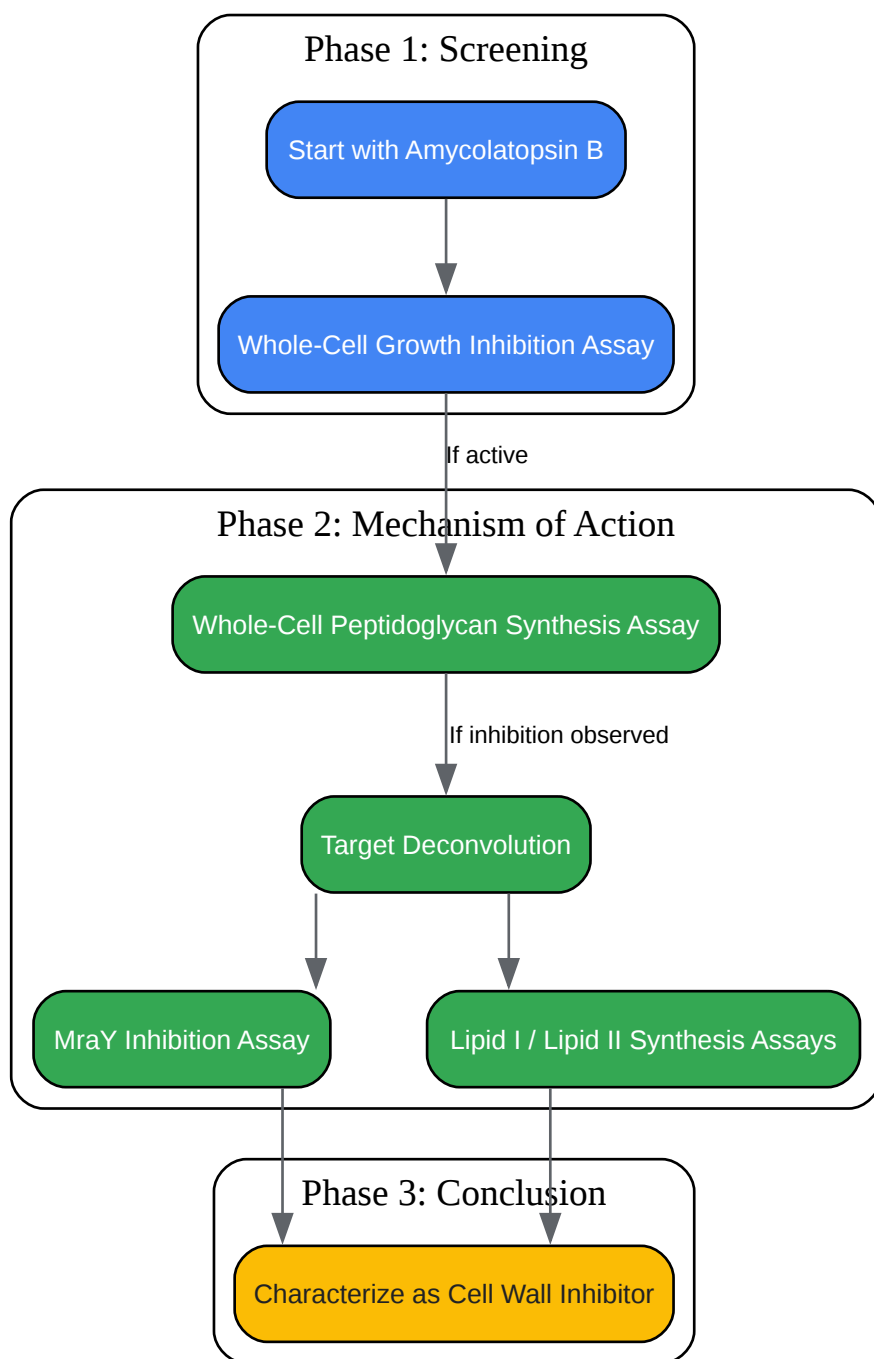 Phase 1: Screening
Start with Amycolatopsin B
Whole-Cell Growth Inhibition Assay
If active
Phase 2: Mechanism of Action
Whole-Cell Peptidoglycan Synthesis Assay
If inhibition observed
Target Deconvolution
MraY Inhibition Assay
Lipid I / Lipid II Synthesis Assays
Phase 3: Conclusion
Characterize as Cell Wall Inhibitor